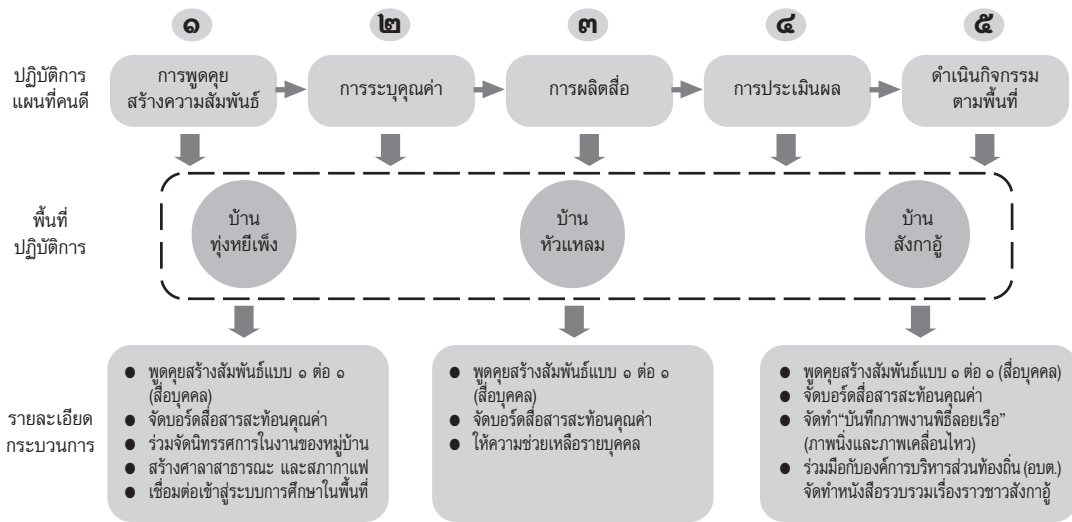 ๑
๒
๓
๔
๕
ปฏิบัติการ
แผนที่คนดี
การพูดคุย
สร้างความสัมพันธ์
การระบุคุณค่า
การผลิตสื่อ
การประเมินผล
ดำเนินกิจกรรม
ตามพื้นที่
พื้นที่
ปฏิบัติการ
บ้าน
ทุ่งหยีเพ็ง
บ้าน
หัวแหลม
บ้าน
สังกาอู้
รายละเอียด
กระบวนการ
● พูดคุยสร้างสัมพันธ์แบบ ๑ ต่อ ๑
(สื่อบุคคล)
● จัดบอร์ดสื่อสารสะท้อนคุณค่า
● ร่วมจัดนิทรรศการในงานของหมู่บ้าน
● สร้างศาลาสาธารณะ และสภากาแฟ
● เชื่อมต่อเข้าสู่ระบบการศึกษาในพื้นที่
● พูดคุยสร้างสัมพันธ์แบบ ๑ ต่อ ๑
(สื่อบุคคล)
● จัดบอร์ดสื่อสารสะท้อนคุณค่า
● ให้ความช่วยเหลือรายบุคคล
● พูดคุยสร้างสัมพันธ์แบบ ๑ ต่อ ๑ (สื่อบุคคล)
● จัดบอร์ดสื่อสารสะท้อนคุณค่า
● จัดทำ“บันทึกภาพงานพิธีลอยเรือ”
(ภาพนิ่งและภาพเคลื่อนไหว)
● ร่วมมือกับองค์การบริหารส่วนท้องถิ่น (อบต.)
จัดทำหนังสือรวบรวมเรื่องราวชาวสังกาอู้